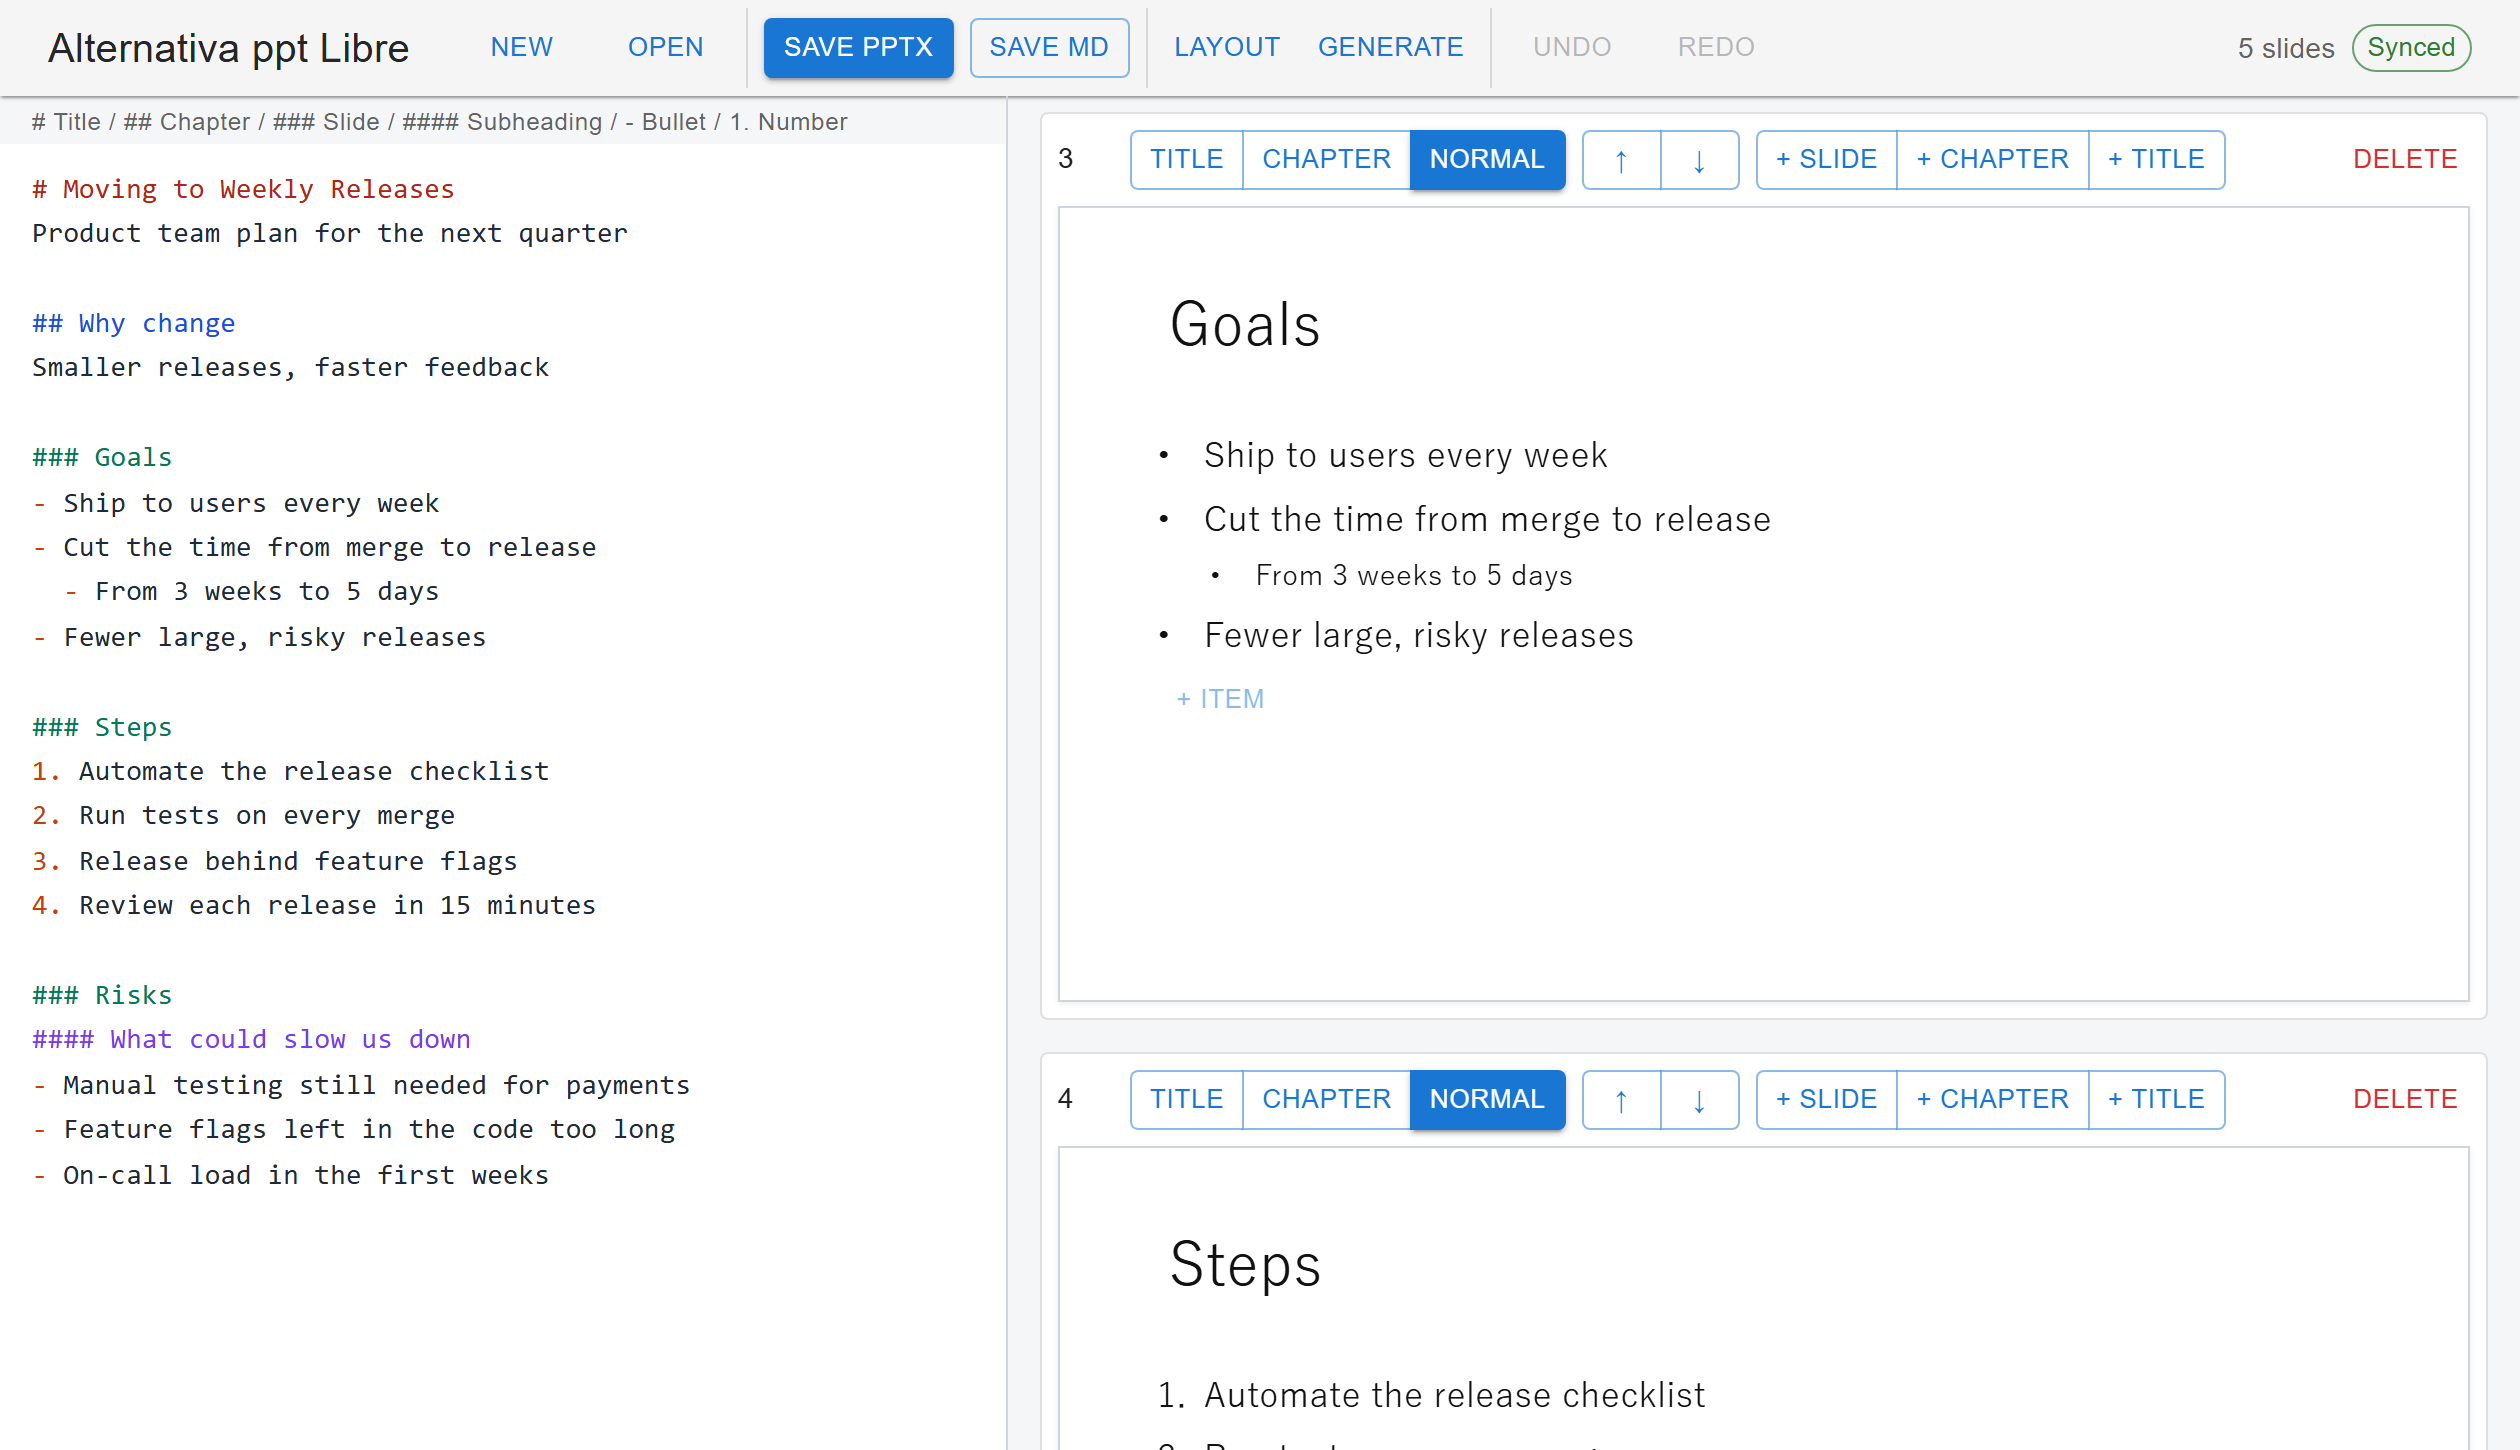 Alternativa ppt Libre NEW OPEN SAVE PPTX SAVE MD LAYOUT GENERATE UNDO REDO 5 slides Synced
# Title / ## Chapter / ### Slide / #### Subheading / - Bullet / 1. Number
# Moving to Weekly Releases
Product team plan for the next quarter
## Why change
Smaller releases, faster feedback
### Goals
- Ship to users every week
- Cut the time from merge to release
- From 3 weeks to 5 days
- Fewer large, risky releases
### Steps
1. Automate the release checklist
2. Run tests on every merge
3. Release behind feature flags
4. Review each release in 15 minutes
### Risks
#### What could slow us down
- Manual testing still needed for payments
- Feature flags left in the code too long
- On-call load in the first weeks
3 TITLE CHAPTER NORMAL ↑ ↓ + SLIDE + CHAPTER + TITLE DELETE
Goals
• Ship to users every week
• Cut the time from merge to release
• From 3 weeks to 5 days
• Fewer large, risky releases
+ ITEM
4 TITLE CHAPTER NORMAL ↑ ↓ + SLIDE + CHAPTER + TITLE DELETE
Steps
1. Automate the release checklist